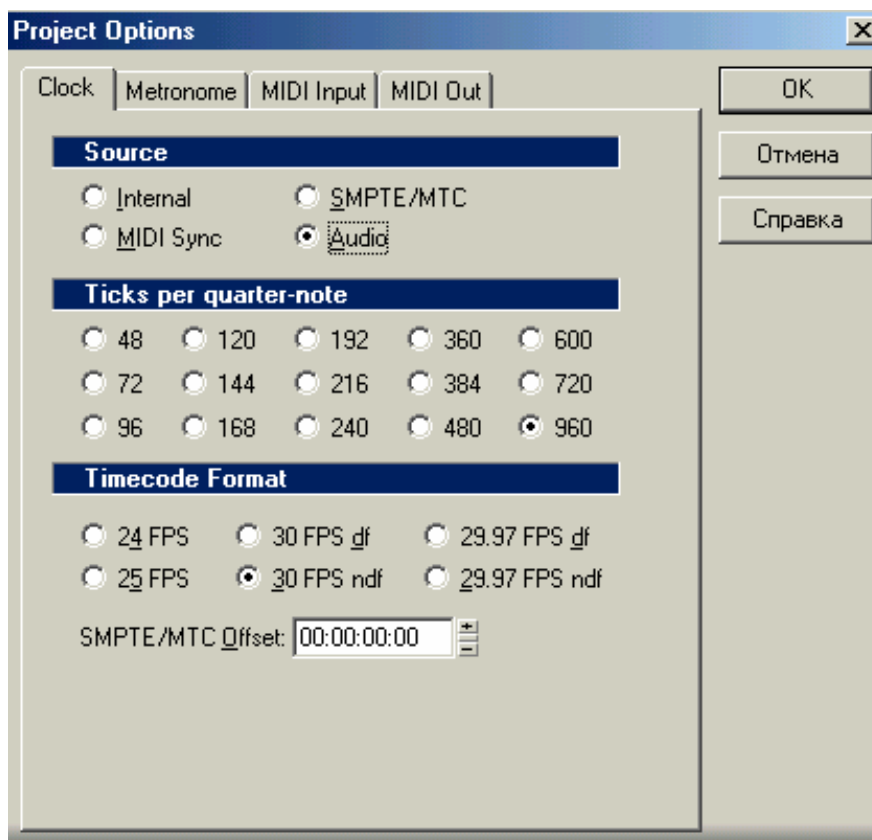 Project Options
Clock Metronome MIDI Input MIDI Out
OK
Отмена
Справка
Source
Internal SMPTE/MTC
MIDI Sync Audio
Ticks per quarter-note
48 120 192 360 600
72 144 216 384 720
96 168 240 480 960
Timecode Format
24 FPS 30 FPS df 29.97 FPS df
25 FPS 30 FPS ndf 29.97 FPS ndf
SMPTE/MTC Offset: 00:00:00:00